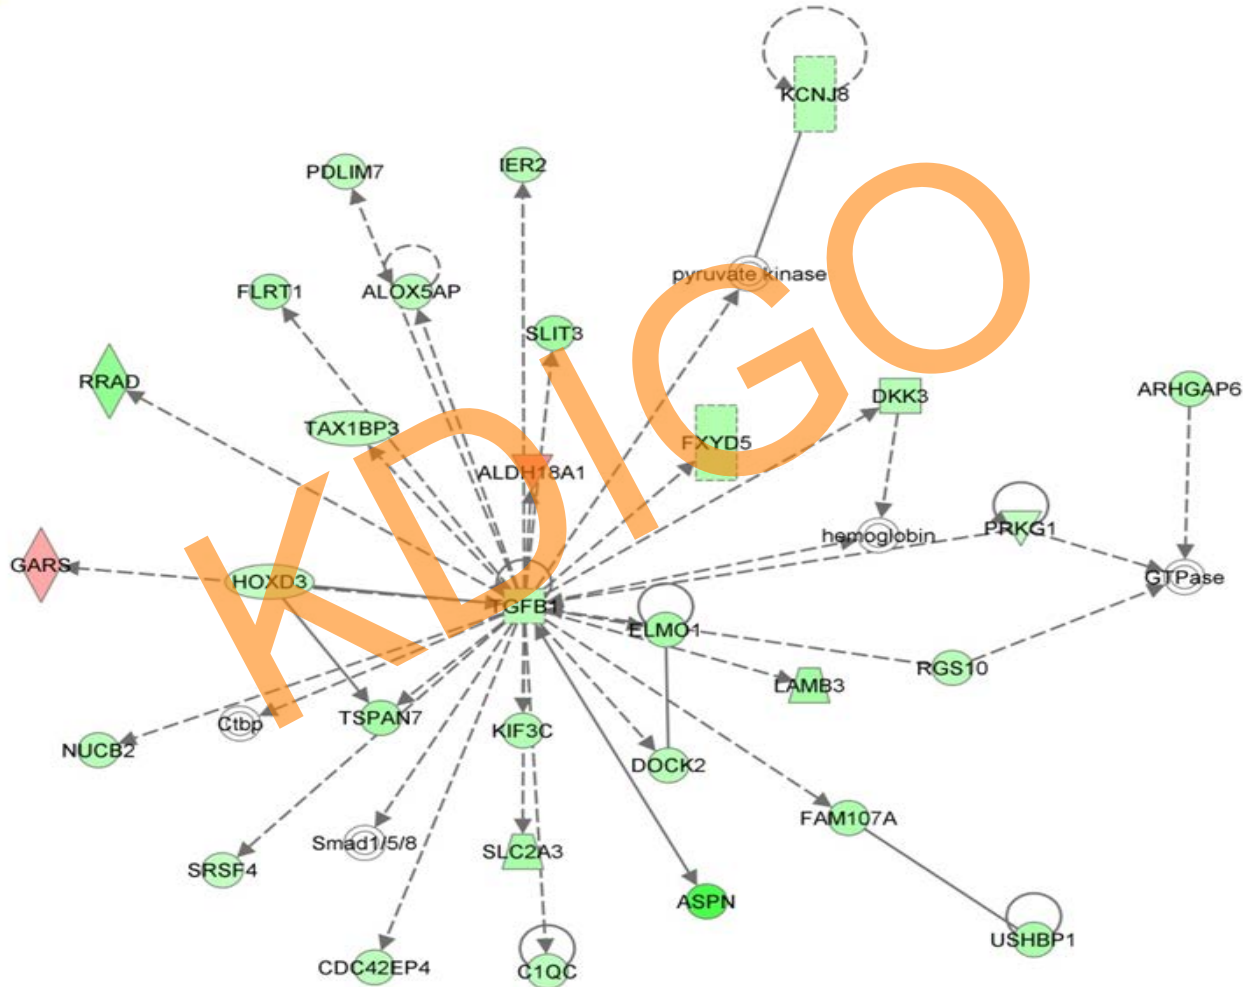 KCNJ8
PDLIM7
IER2
pyruvate kinase
FLRT1
ALOX5AP
SLIT3
RRAD
DKK3
ARHGAP6
TAX1BP3
FXYD5
ALDH18A1
hemoglobin
PRKG1
GARS
HOXD3
GTPase
TGFB1
ELMO1
RGS10
LAMB3
Ctbp
TSPAN7
KIF3C
NUCB2
DOCK2
FAM107A
Smad1/5/8
SLC2A3
SRSF4
ASPN
USHBP1
CDC42EP4
C1QC
KDIGO